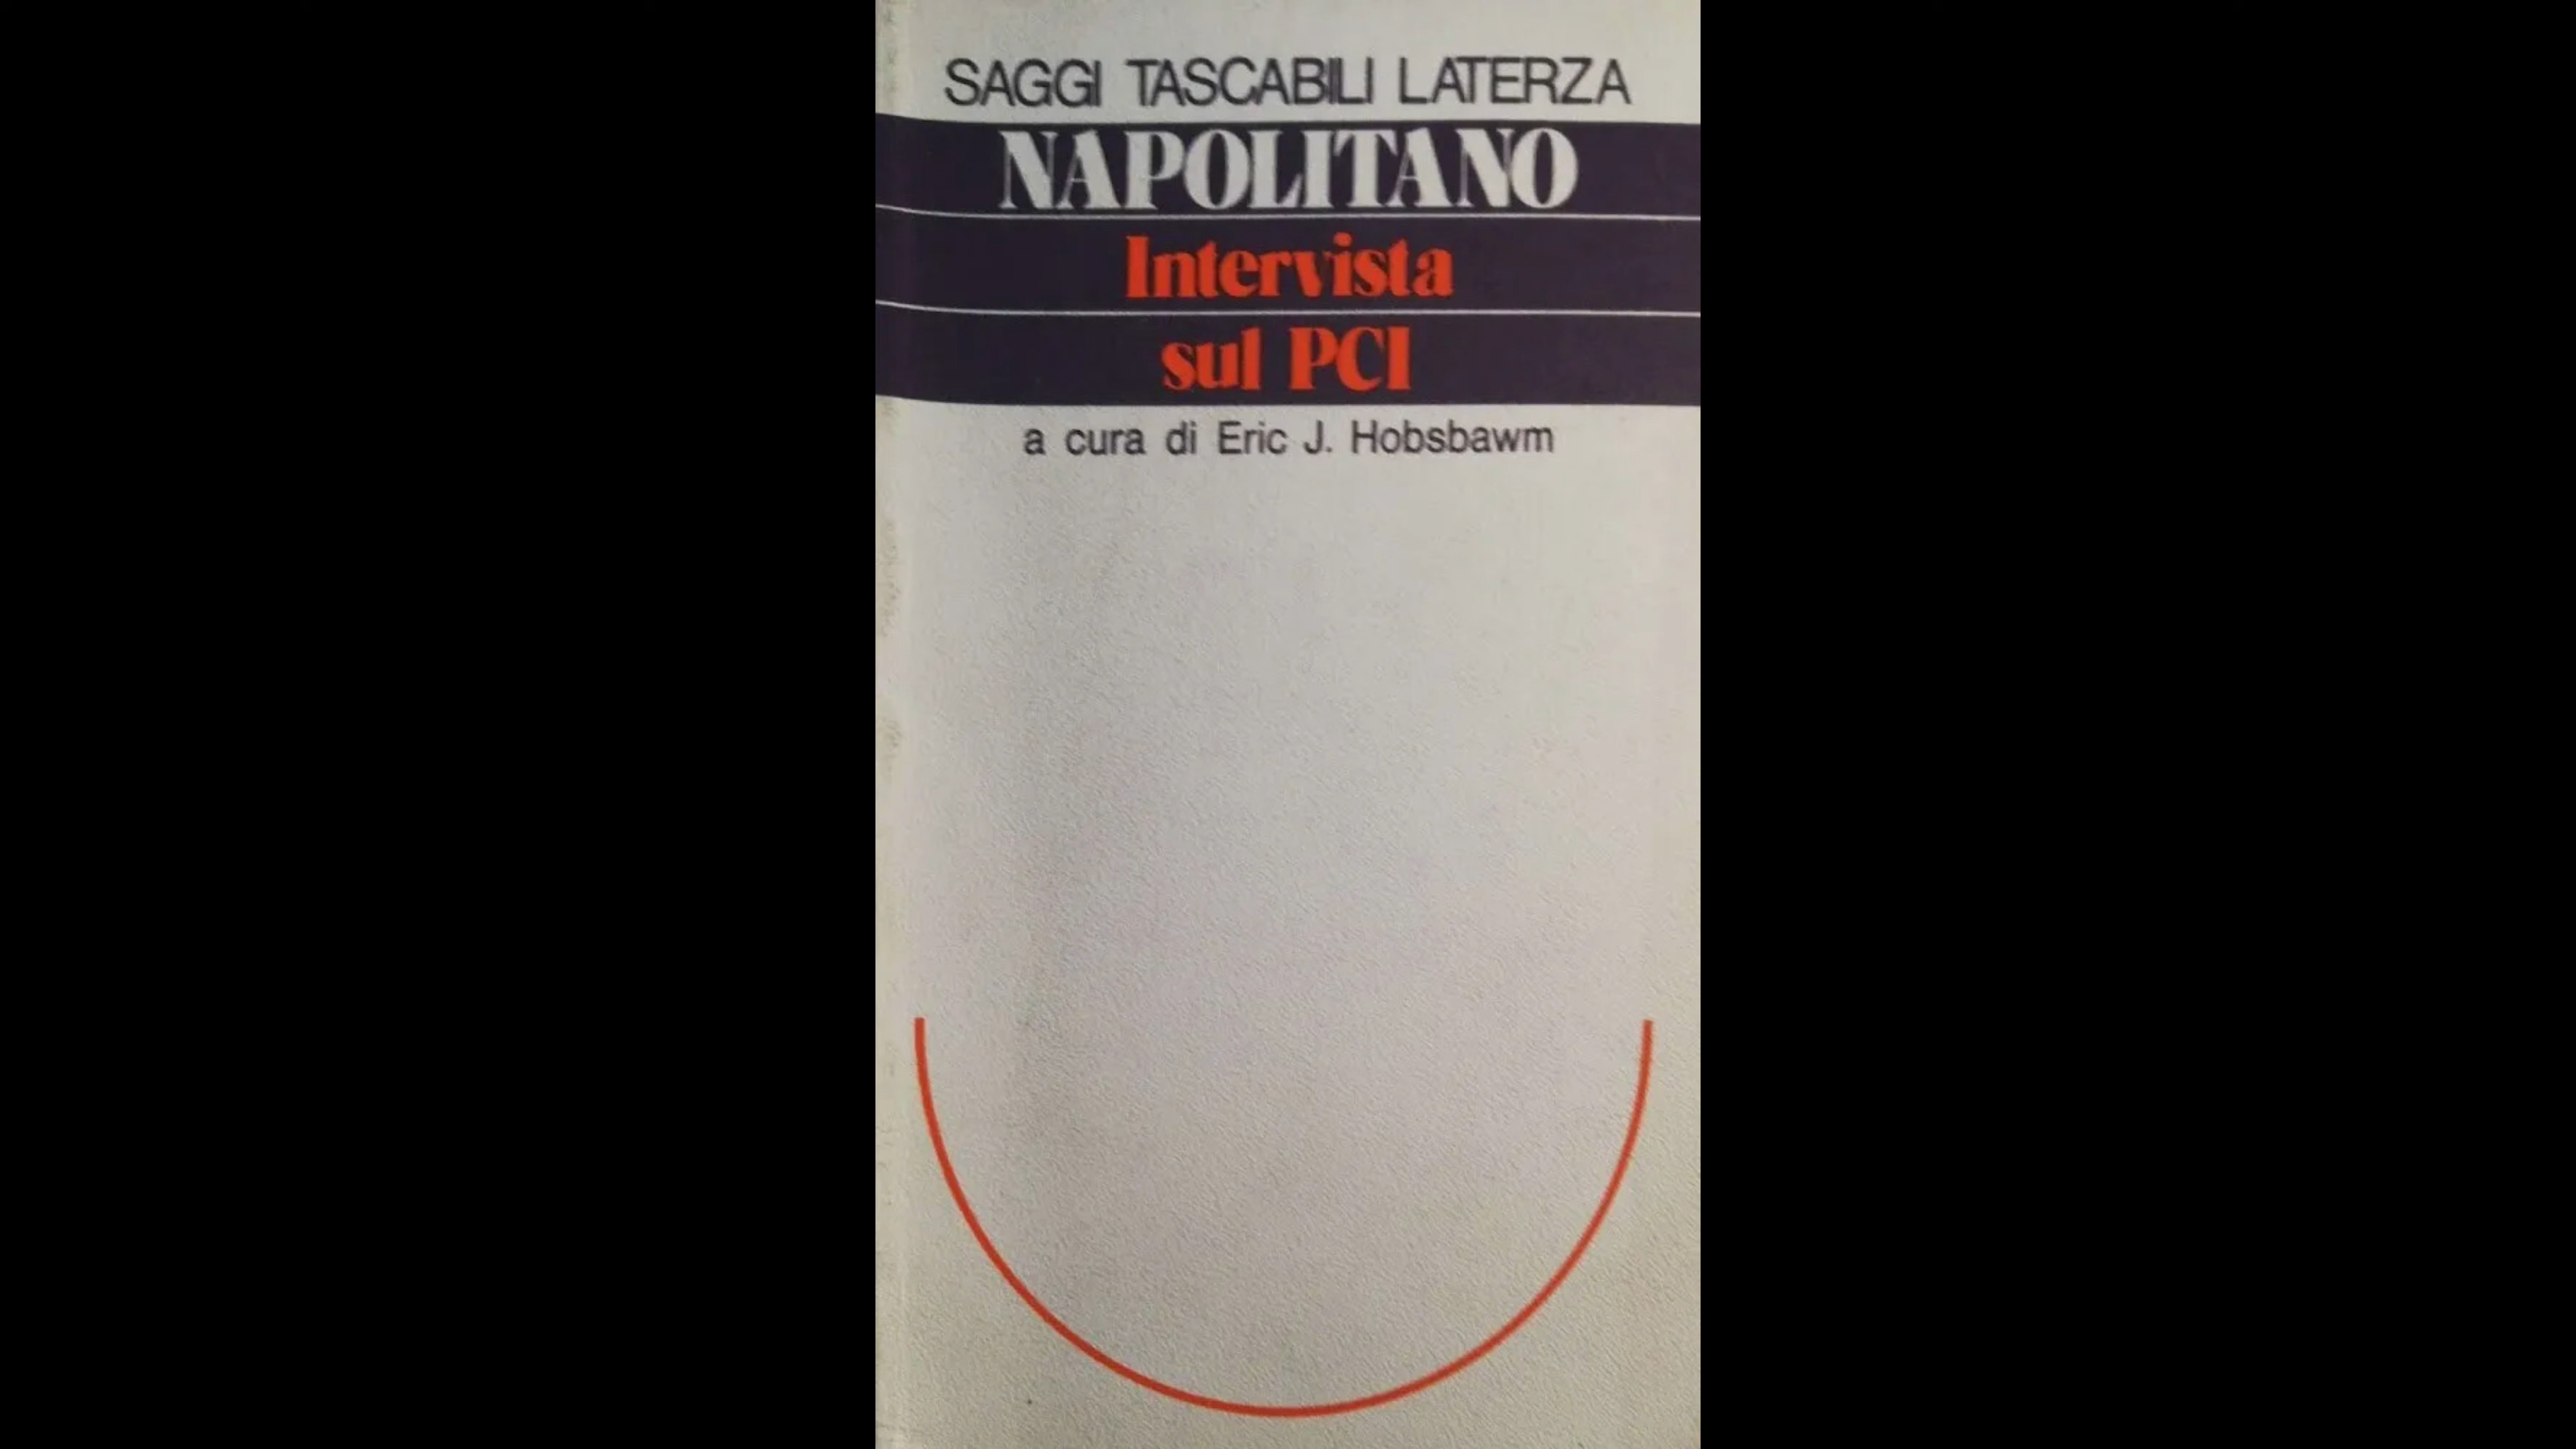 SAGGI TASCABILI LATERZA
NAPOLITANO
Intervista
sul PCI
a cura di Eric J. Hobsbawm